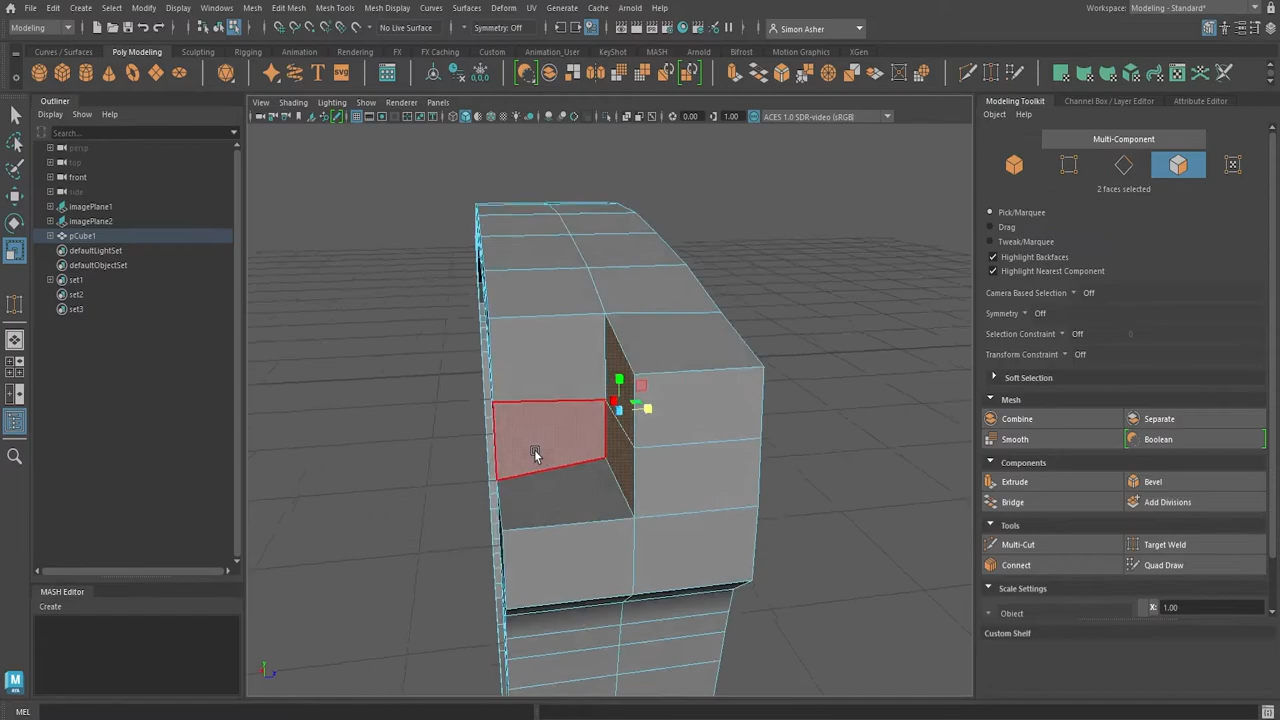 File Edit Create Select Modify Display Windows Mesh Edit Mesh Mesh Tools Mesh Display Curves Surfaces Deform UV Generate Cache Arnold Help
Workspace: Modeling - Standard*
Modeling No Live Surface Symmetry: Off Simon Asher
Curves / Surfaces Poly Modeling Sculpting Rigging Animation Rendering FX FX Caching Custom Animation_User KeyShot MASH Arnold Bifrost Motion Graphics XGen
Outliner
Display Show Help
Search...
persp
top
front
side
imagePlane1
imagePlane2
pCube1
defaultLightSet
defaultObjectSet
set1
set2
set3
MASH Editor
Create
View Shading Lighting Show Renderer Panels
0.00 1.00 ACES 1.0 SDR-video (sRGB)
Modeling Toolkit Channel Box / Layer Editor Attribute Editor
Object Help
Multi-Component
2 faces selected
Pick/Marquee
Drag
Tweak/Marquee
Highlight Backfaces
Highlight Nearest Component
Camera Based Selection Off
Symmetry Off
Selection Constraint Off 0
Transform Constraint Off
Soft Selection
Mesh
Combine Separate
Smooth Boolean
Components
Extrude Bevel
Bridge Add Divisions
Tools
Multi-Cut Target Weld
Connect Quad Draw
Scale Settings
Object X: 1.00
Custom Shelf
MEL